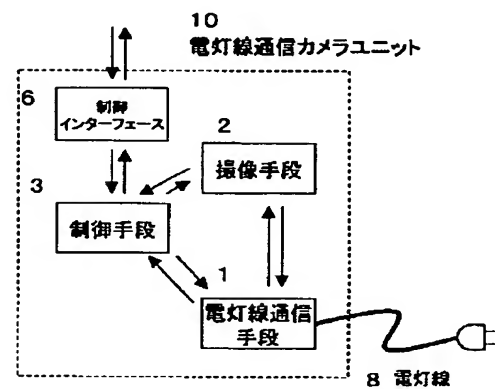 10
電灯線通信カメラユニット
6
制御
インターフェース
2
撮像手段
3
制御手段
1
電灯線通信
手段
8 電灯線